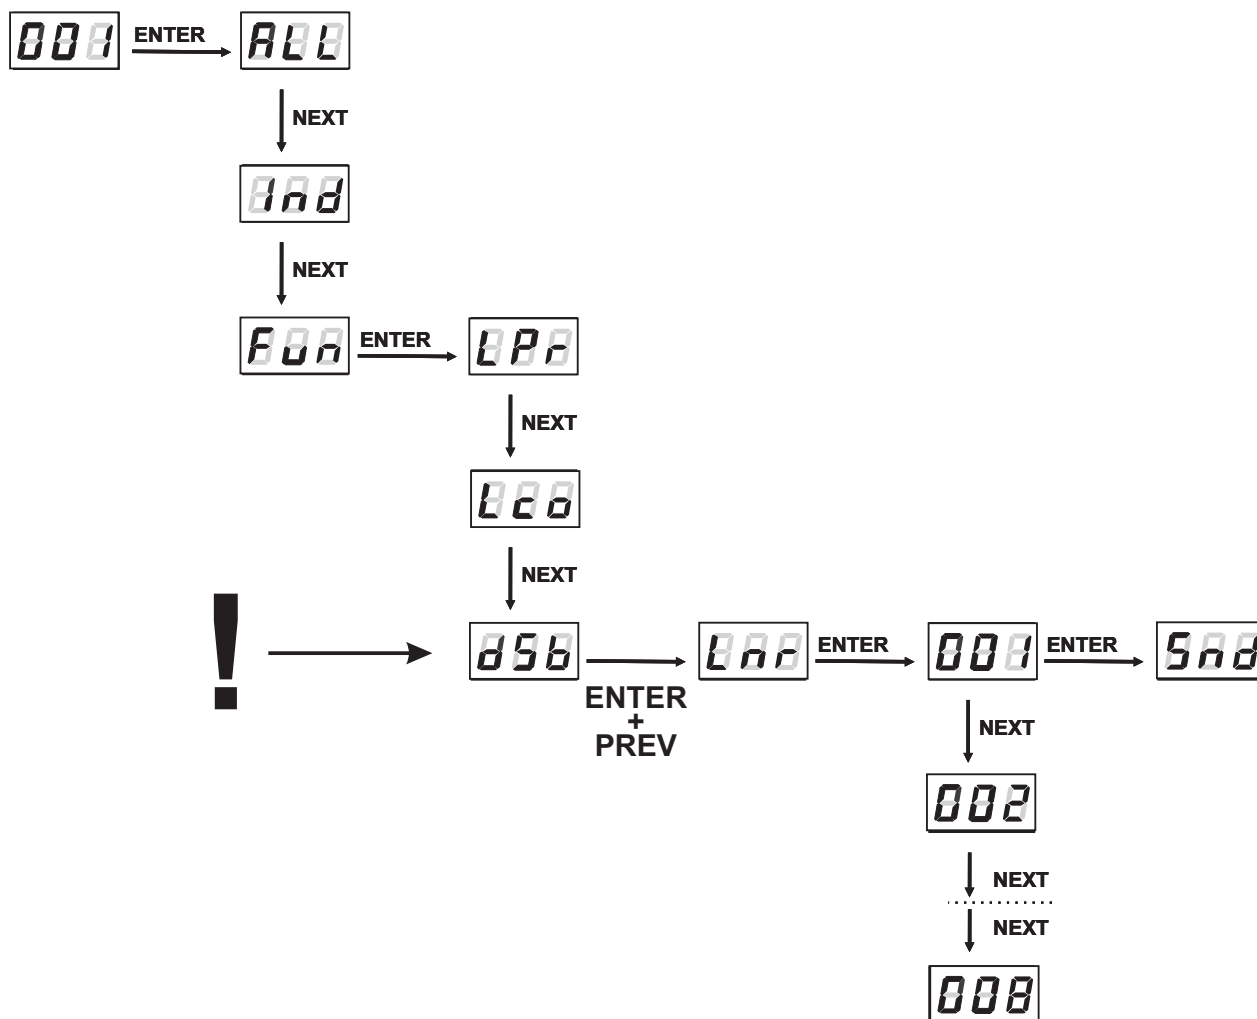 001 ENTER ALL
NEXT
Ind
NEXT
Fun ENTER LPr
NEXT
Lco
NEXT
!
dSb Lnr ENTER 001 ENTER Snd
ENTER
+
PREV
NEXT
002
NEXT
NEXT
008